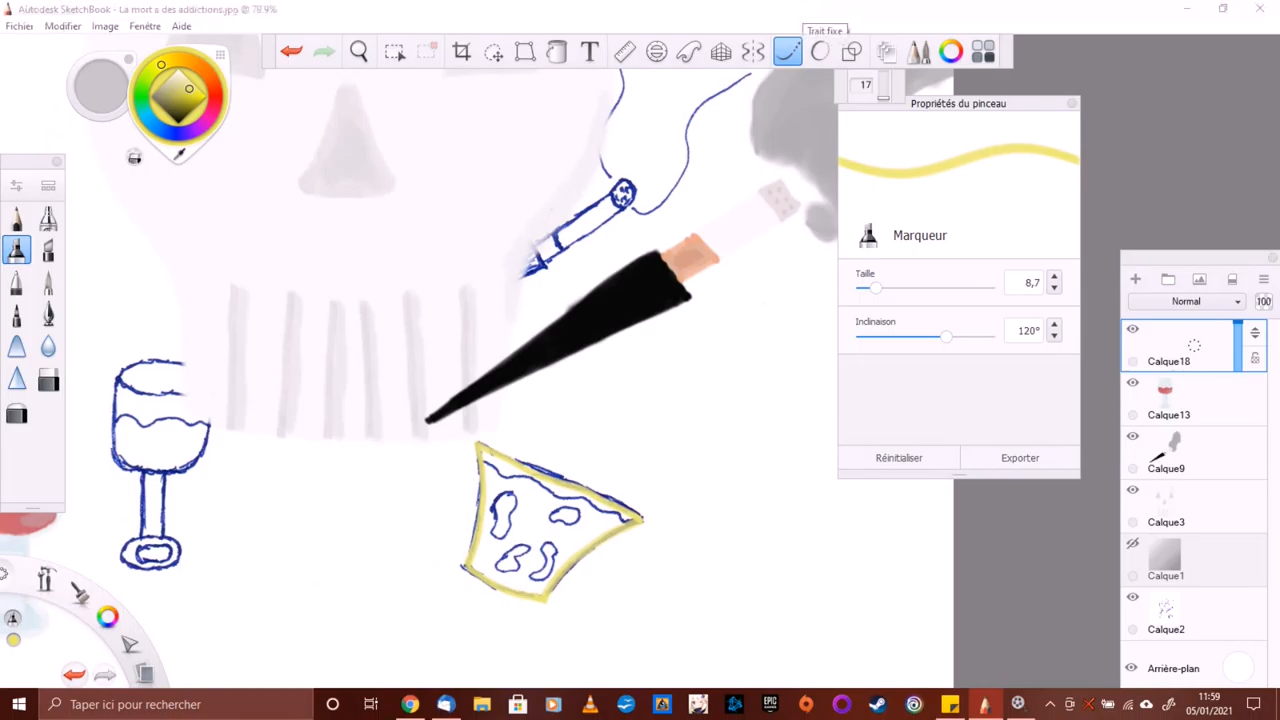 Autodesk SketchBook - La mort a des addictions.jpg @ 78.9%
Fichier Modifier Image Fenêtre Aide
Trait fixe
T
17
Propriétés du pinceau
Marqueur
Taille
8,7
Inclinaison
120°
Réinitialiser Exporter
Normal 100
Calque18
Calque13
Calque9
Calque3
Calque1
Calque2
Arrière-plan
Taper ici pour rechercher
EPIC
11:59
05/01/2021